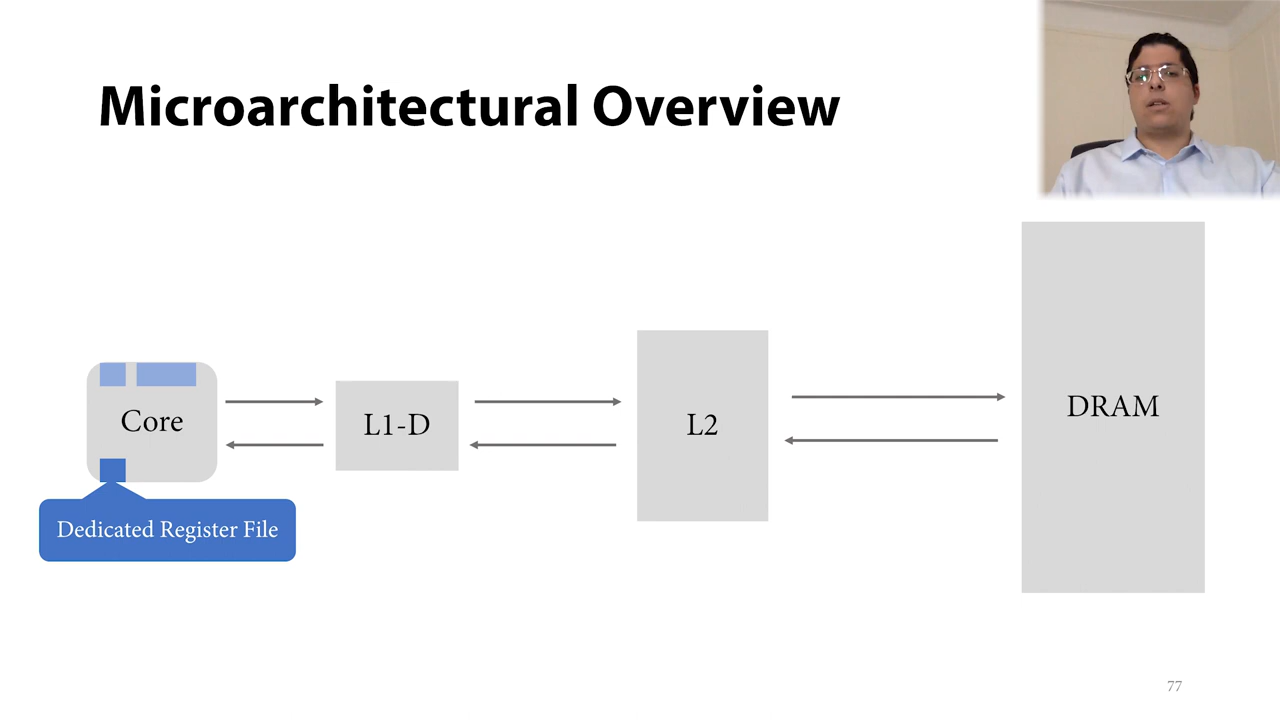 Microarchitectural Overview
Core
L1-D
L2
DRAM
Dedicated Register File
77